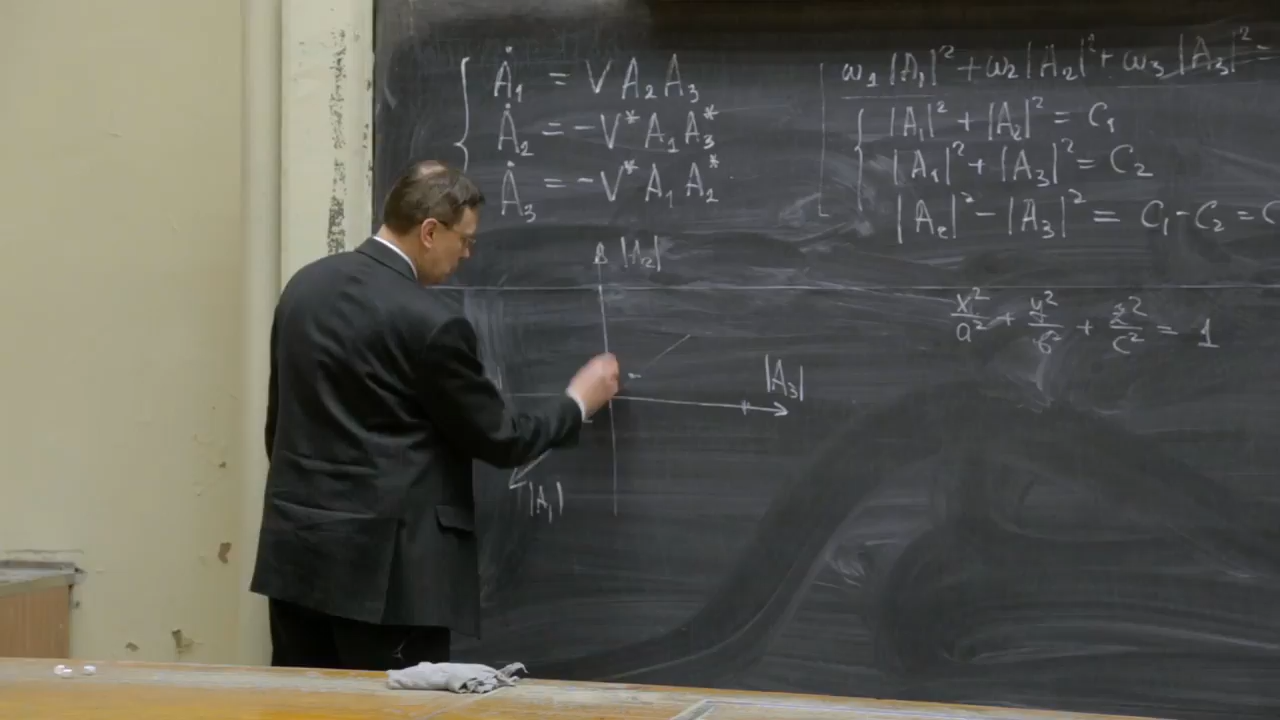 Ȧ₁ = V A₂ A₃
Ȧ₂ = -V* A₁ A₃*
Ȧ₃ = -V* A₁ A₂*
ω₁ |A₁|² + ω₂ |A₂|² + ω₃ |A₃|² =
|A₁|² + |A₂|² = C₁
|A₁|² + |A₃|² = C₂
|A₂|² - |A₃|² = C₁ - C₂ =
x²/a² + y²/b² + z²/c² = 1
|A₂|
|A₃|
|A₁|